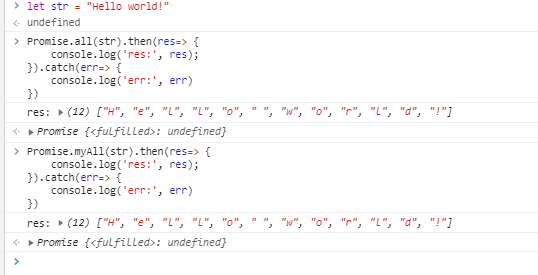 > let str = "Hello world!"
<· undefined
> Promise.all(str).then(res=> {
console.log('res:', res);
}).catch(err=> {
console.log('err:', err)
})
res: ▶ (12) ["H", "e", "l", "l", "o", " ", "w", "o", "r", "l", "d", "!"]
<· ▶ Promise {<fulfilled>: undefined}
> Promise.myAll(str).then(res=> {
console.log('res:', res);
}).catch(err=> {
console.log('err:', err)
})
res: ▶ (12) ["H", "e", "l", "l", "o", " ", "w", "o", "r", "l", "d", "!"]
<· ▶ Promise {<fulfilled>: undefined}
>